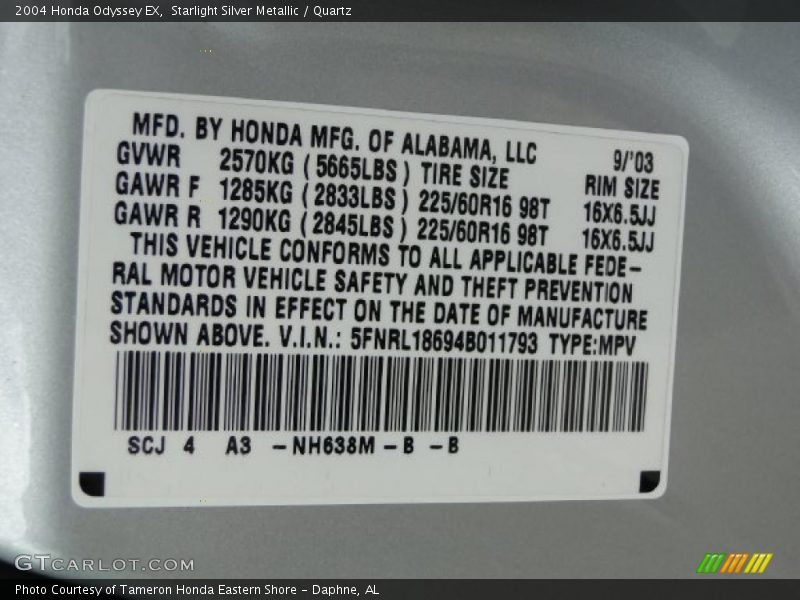 2004 Honda Odyssey EX, Starlight Silver Metallic / Quartz
MFD. BY HONDA MFG. OF ALABAMA, LLC 9/'03
GVWR 2570KG (5665LBS) TIRE SIZE RIM SIZE
GAWR F 1285KG (2833LBS) 225/60R16 98T 16X6.5JJ
GAWR R 1290KG (2845LBS) 225/60R16 98T 16X6.5JJ
THIS VEHICLE CONFORMS TO ALL APPLICABLE FEDE-
RAL MOTOR VEHICLE SAFETY AND THEFT PREVENTION
STANDARDS IN EFFECT ON THE DATE OF MANUFACTURE
SHOWN ABOVE. V.I.N.: 5FNRL18694B011793 TYPE:MPV
SCJ 4 A3 -NH638M-B -B
GTCARLOT.COM
Photo Courtesy of Tameron Honda Eastern Shore - Daphne, AL